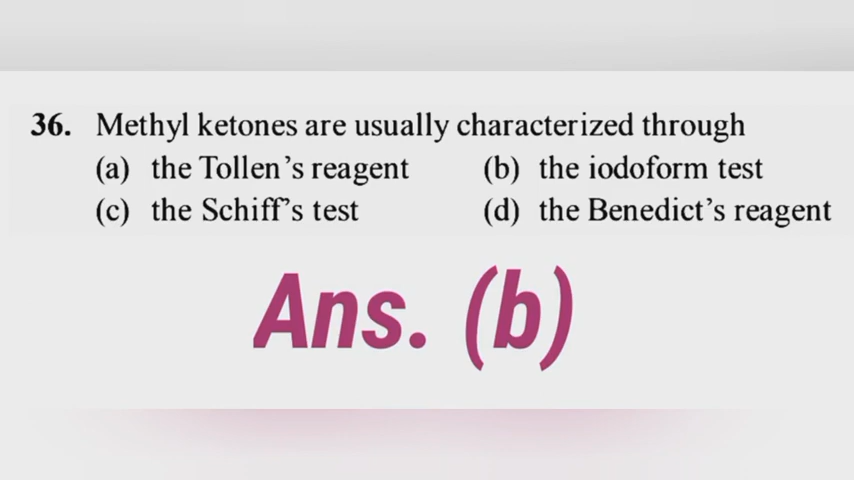 36. Methyl ketones are usually characterized through
(a) the Tollen's reagent (b) the iodoform test
(c) the Schiff's test (d) the Benedict's reagent
Ans. (b)